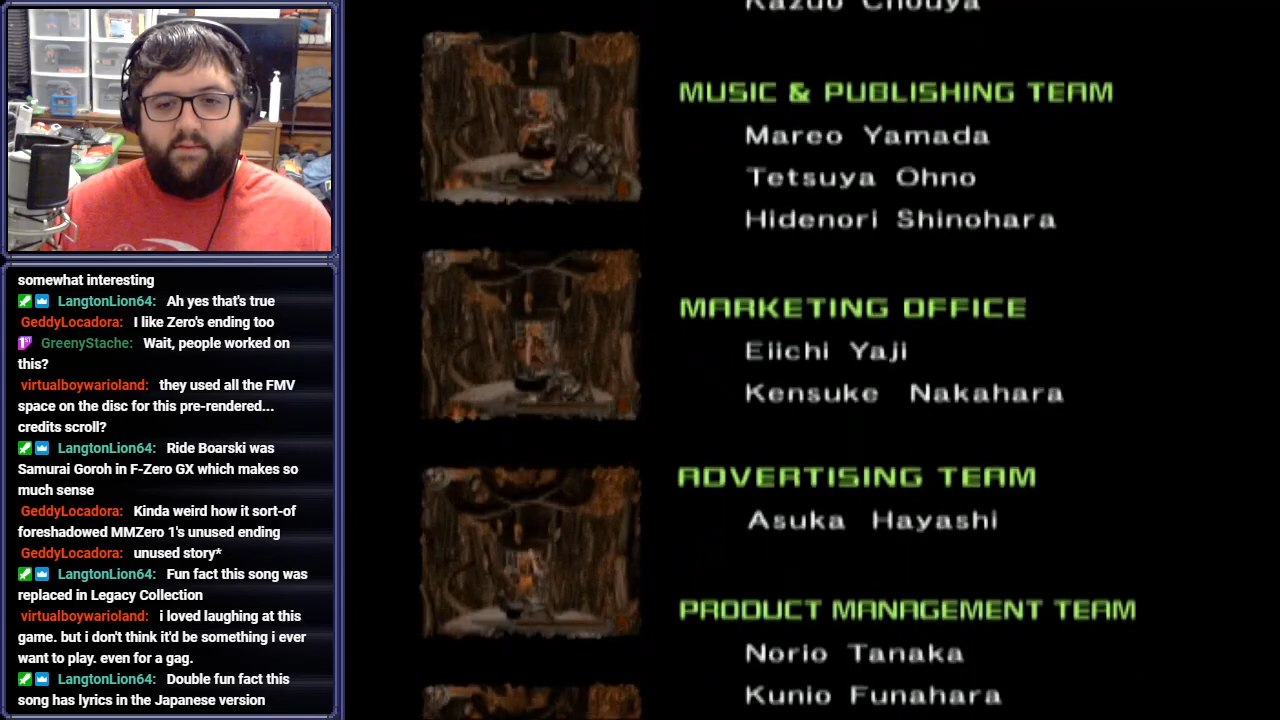 somewhat interesting
LangtonLion64: Ah yes that's true
GeddyLocadora: I like Zero's ending too
1st GreenyStache: Wait, people worked on
this?
virtualboywarioland: they used all the FMV
space on the disc for this pre-rendered...
credits scroll?
LangtonLion64: Ride Boarski was
Samurai Goroh in F-Zero GX which makes so
much sense
GeddyLocadora: Kinda weird how it sort-of
foreshadowed MMZero 1's unused ending
GeddyLocadora: unused story*
LangtonLion64: Fun fact this song was
replaced in Legacy Collection
virtualboywarioland: i loved laughing at this
game. but i don't think it'd be something i ever
want to play. even for a gag.
LangtonLion64: Double fun fact this
song has lyrics in the Japanese version
Kazuo Chouya
MUSIC & PUBLISHING TEAM
Mareo Yamada
Tetsuya Ohno
Hidenori Shinohara
MARKETING OFFICE
Eiichi Yaji
Kensuke Nakahara
ADVERTISING TEAM
Asuka Hayashi
PRODUCT MANAGEMENT TEAM
Norio Tanaka
Kunio Funahara